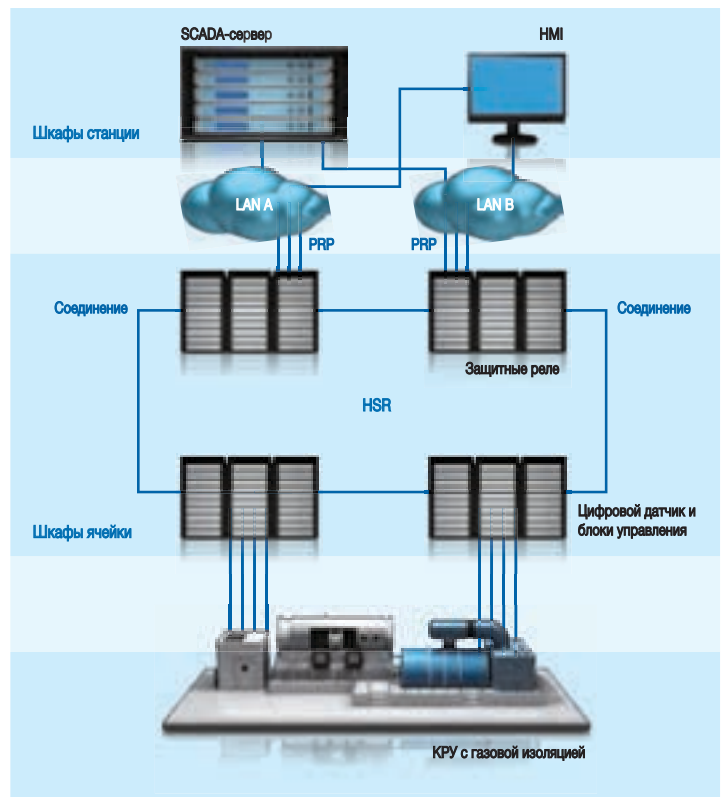 SCADA-сервер
HMI
Шкафы станции
LAN A
LAN B
PRP
PRP
Соединение
Соединение
Защитные реле
HSR
Цифровой датчик и
блоки управления
Шкафы ячейки
КРУ с газовой изоляцией